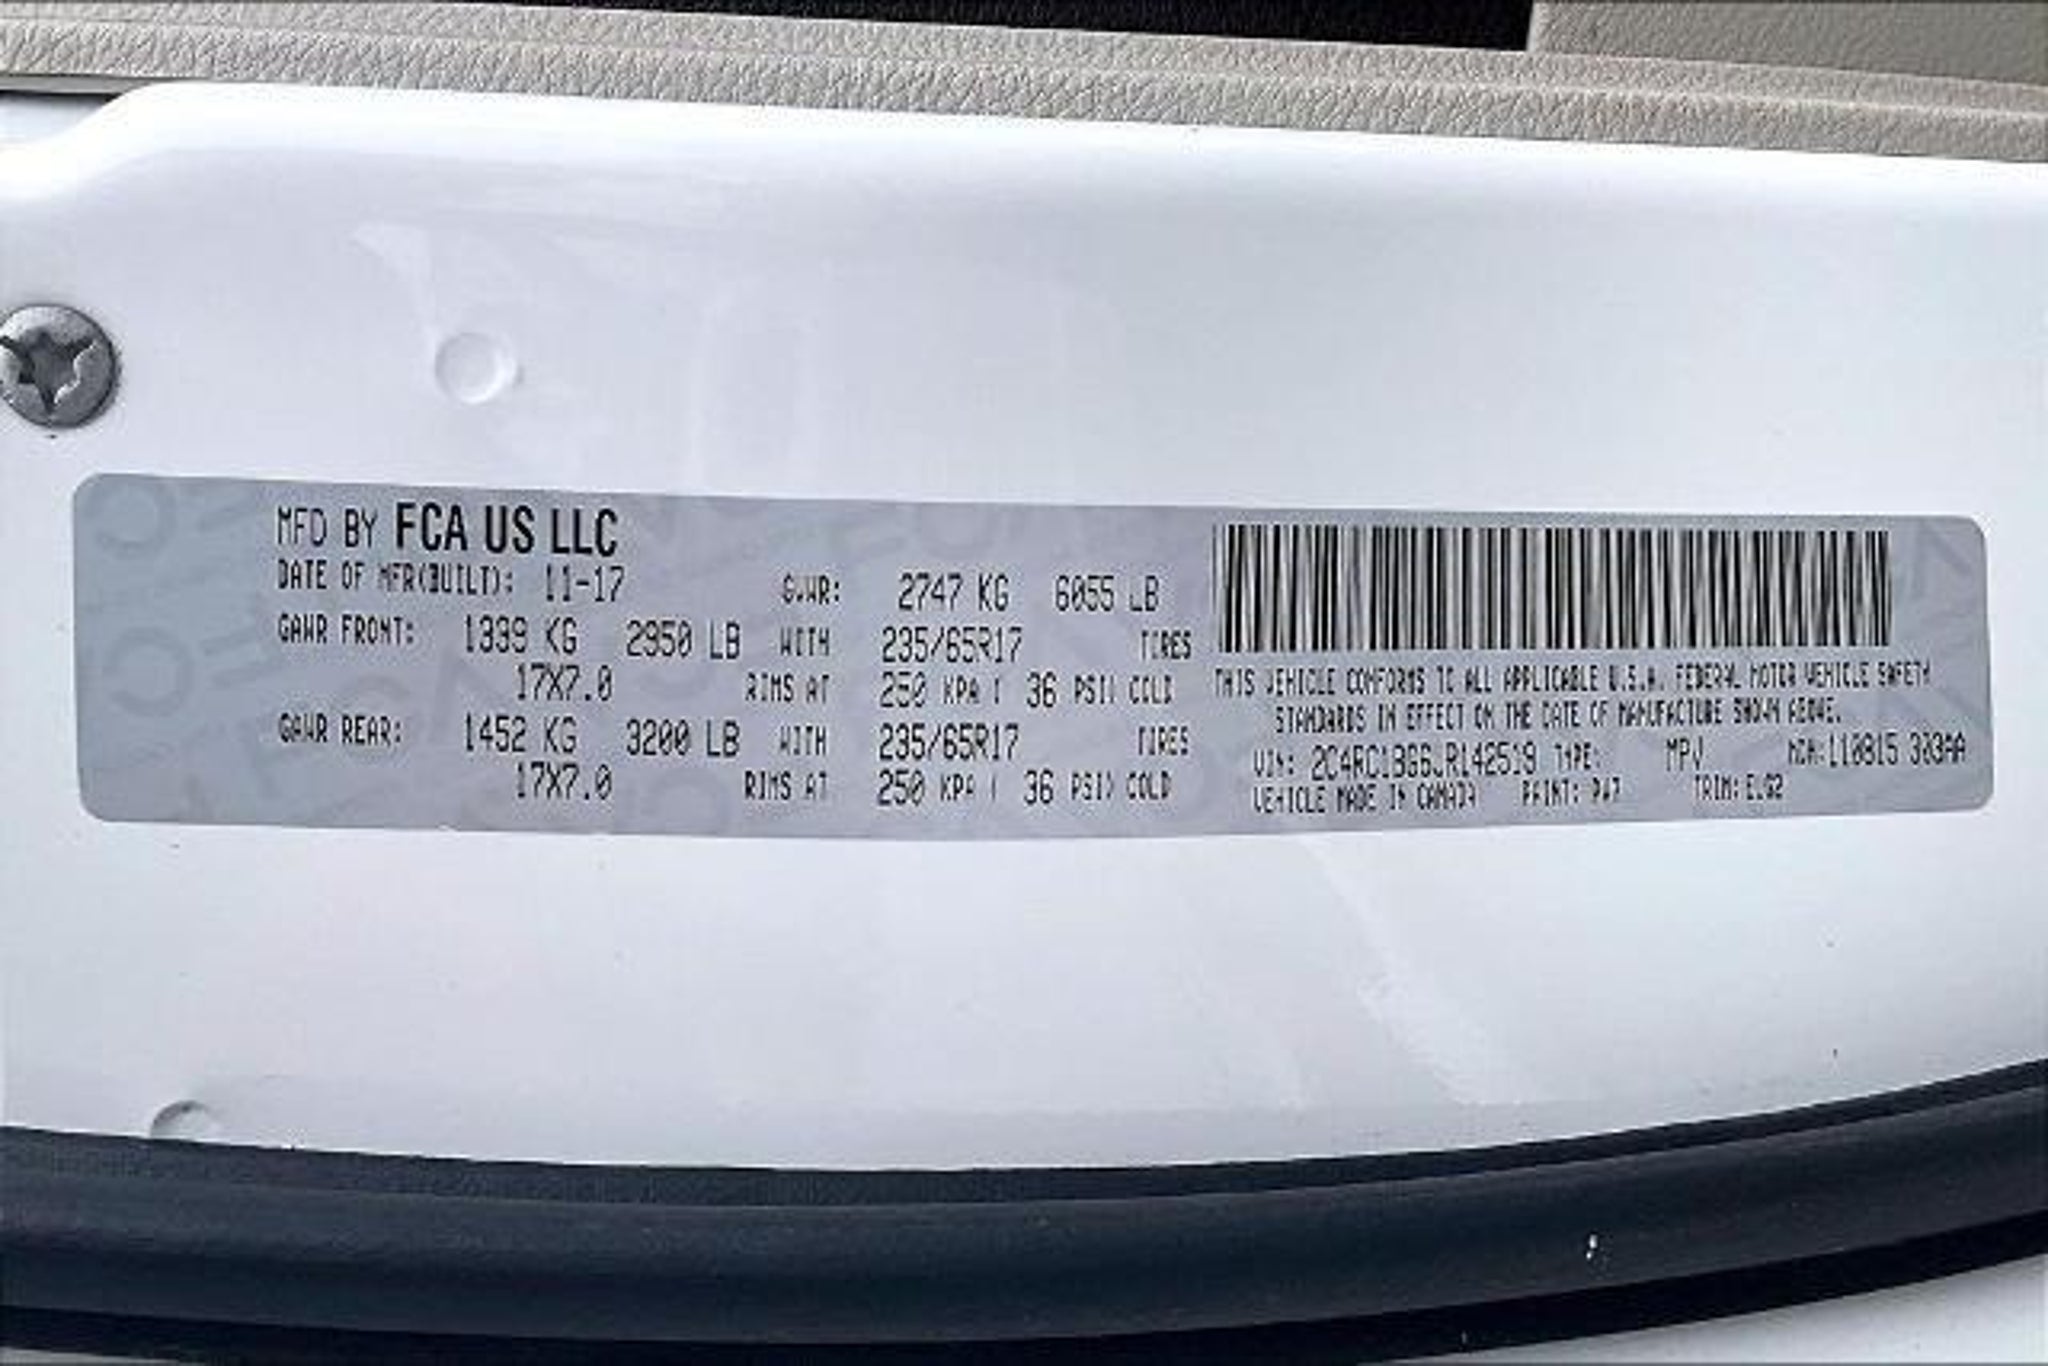 MFD BY FCA US LLC
DATE OF MFR(BUILT): 11-17 GVWR: 2747 KG 6055 LB
GAWR FRONT: 1339 KG 2950 LB WITH 235/65R17 TIRES
17X7.0 RIMS AT 250 KPA ( 36 PSI) COLD
GAWR REAR: 1452 KG 3200 LB WITH 235/65R17 TIRES
17X7.0 RIMS AT 250 KPA ( 36 PSI) COLD
THIS VEHICLE CONFORMS TO ALL APPLICABLE U.S.A. FEDERAL MOTOR VEHICLE SAFETY
STANDARDS IN EFFECT ON THE DATE OF MANUFACTURE SHOWN ABOVE.
VIN: TYPE: MPV MDH:
VEHICLE MADE IN CANADA PAINT: PW7 TRIM: